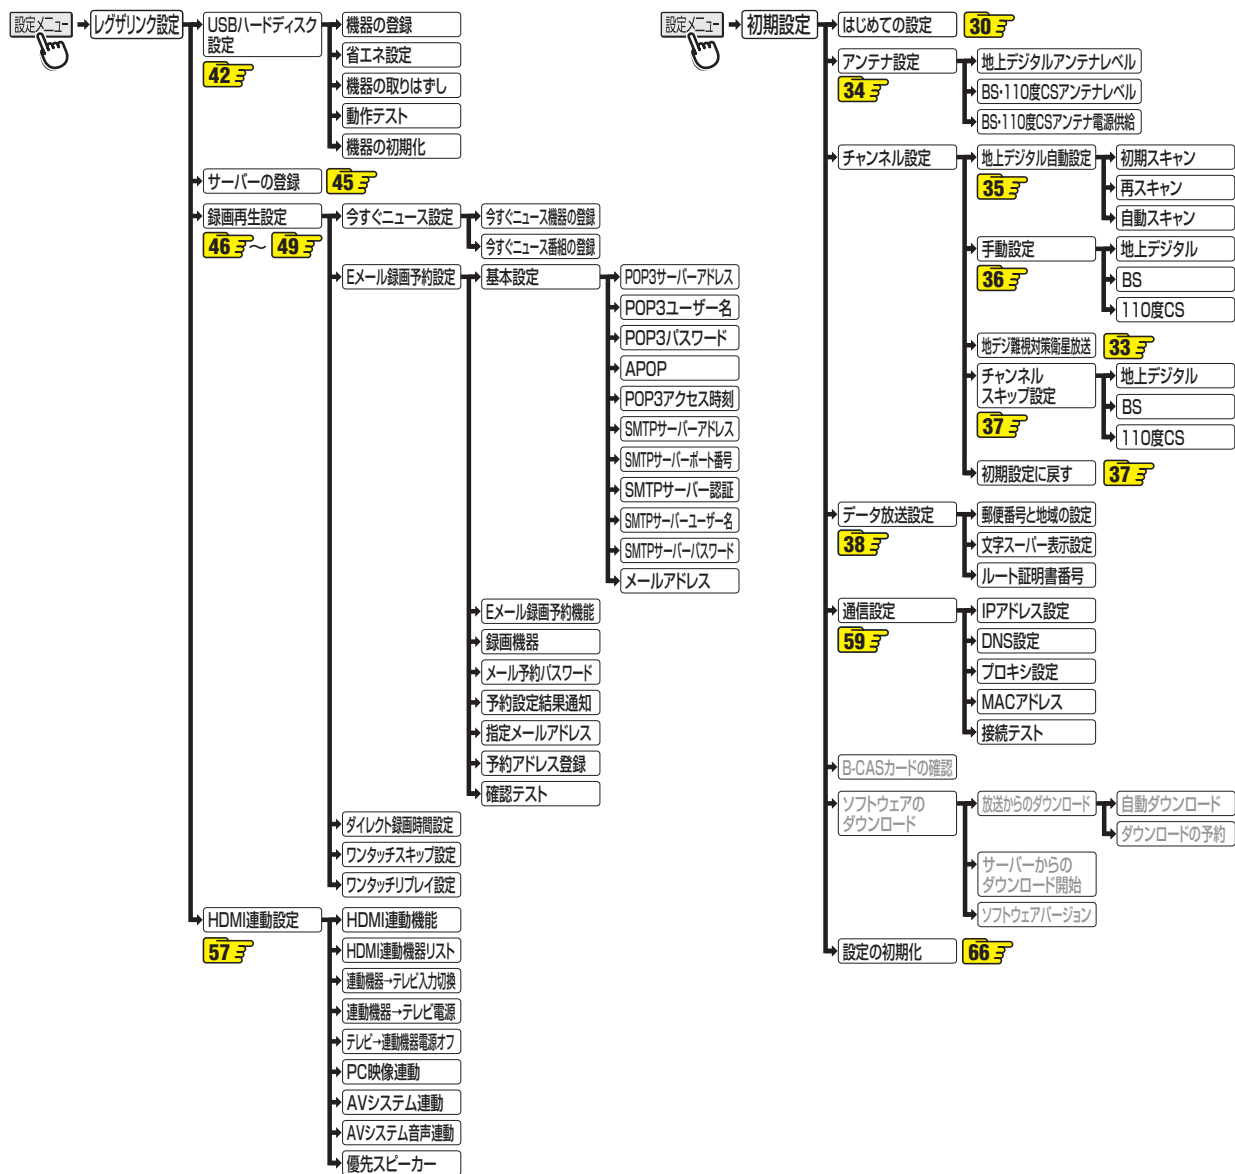 設定メニュー
レグザリンク設定
USBハードディスク
設定
42
機器の登録
省エネ設定
機器の取りはずし
動作テスト
機器の初期化
サーバーの登録
45
録画再生設定
46 ～ 49
今すぐニュース設定
今すぐニュース機器の登録
今すぐニュース番組の登録
Eメール録画予約設定
基本設定
POP3サーバーアドレス
POP3ユーザー名
POP3パスワード
APOP
POP3アクセス時刻
SMTPサーバーアドレス
SMTPサーバーポート番号
SMTPサーバー認証
SMTPサーバーユーザー名
SMTPサーバーパスワード
メールアドレス
Eメール録画予約機能
録画機器
メール予約パスワード
予約設定結果通知
指定メールアドレス
予約アドレス登録
確認テスト
ダイレクト録画時間設定
ワンタッチスキップ設定
ワンタッチリプレイ設定
HDMI連動設定
57
HDMI連動機能
HDMI連動機器リスト
連動機器→テレビ入力切換
連動機器→テレビ電源
テレビ→連動機器電源オフ
PC映像連動
AVシステム連動
AVシステム音声連動
優先スピーカー
設定メニュー
初期設定
はじめての設定
30
アンテナ設定
34
地上デジタルアンテナレベル
BS・110度CSアンテナレベル
BS・110度CSアンテナ電源供給
チャンネル設定
地上デジタル自動設定
35
初期スキャン
再スキャン
自動スキャン
手動設定
36
地上デジタル
BS
110度CS
地デジ難視対策衛星放送
33
チャンネル
スキップ設定
37
地上デジタル
BS
110度CS
初期設定に戻す
37
データ放送設定
38
郵便番号と地域の設定
文字スーパー表示設定
ルート証明書番号
通信設定
59
IPアドレス設定
DNS設定
プロキシ設定
MACアドレス
接続テスト
B-CASカードの確認
ソフトウェアの
ダウンロード
放送からのダウンロード
自動ダウンロード
ダウンロードの予約
サーバーからの
ダウンロード開始
ソフトウェアバージョン
設定の初期化
66